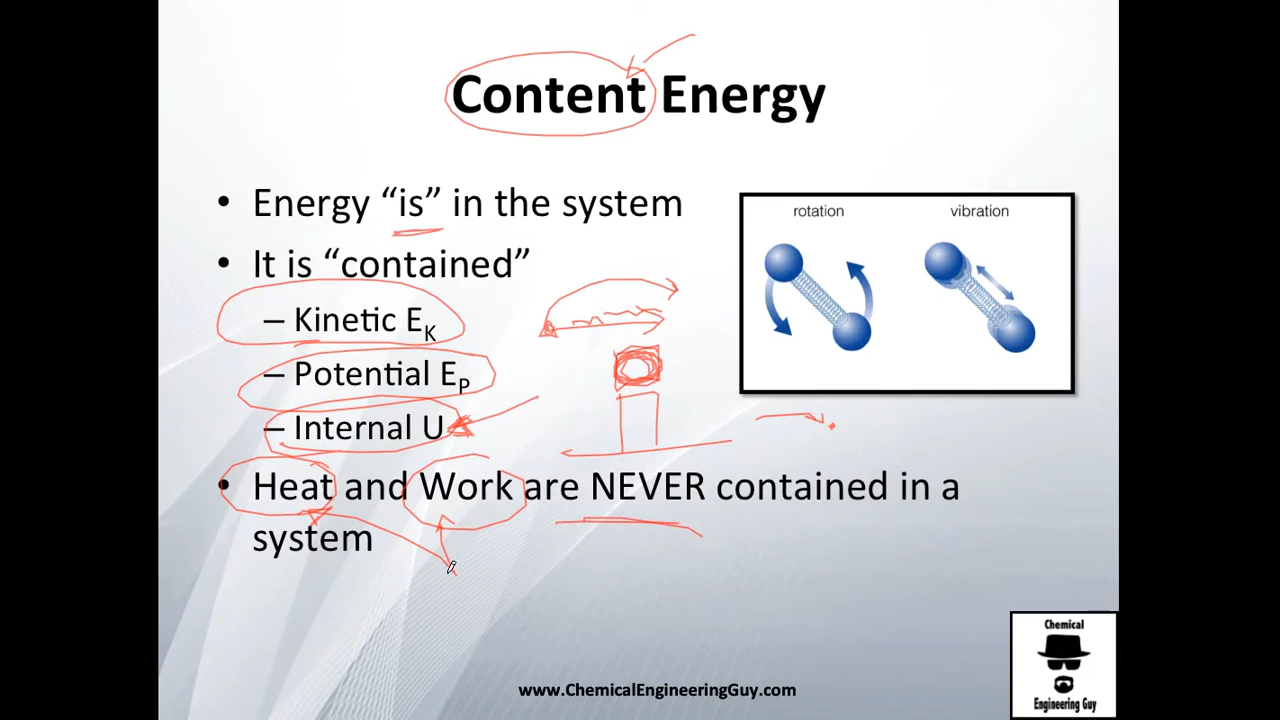 Content Energy
• Energy “is” in the system
• It is “contained”
– Kinetic EK
– Potential EP
– Internal U
• Heat and Work are NEVER contained in a
system
rotation
vibration
www.ChemicalEngineeringGuy.com
Chemical
Engineering Guy